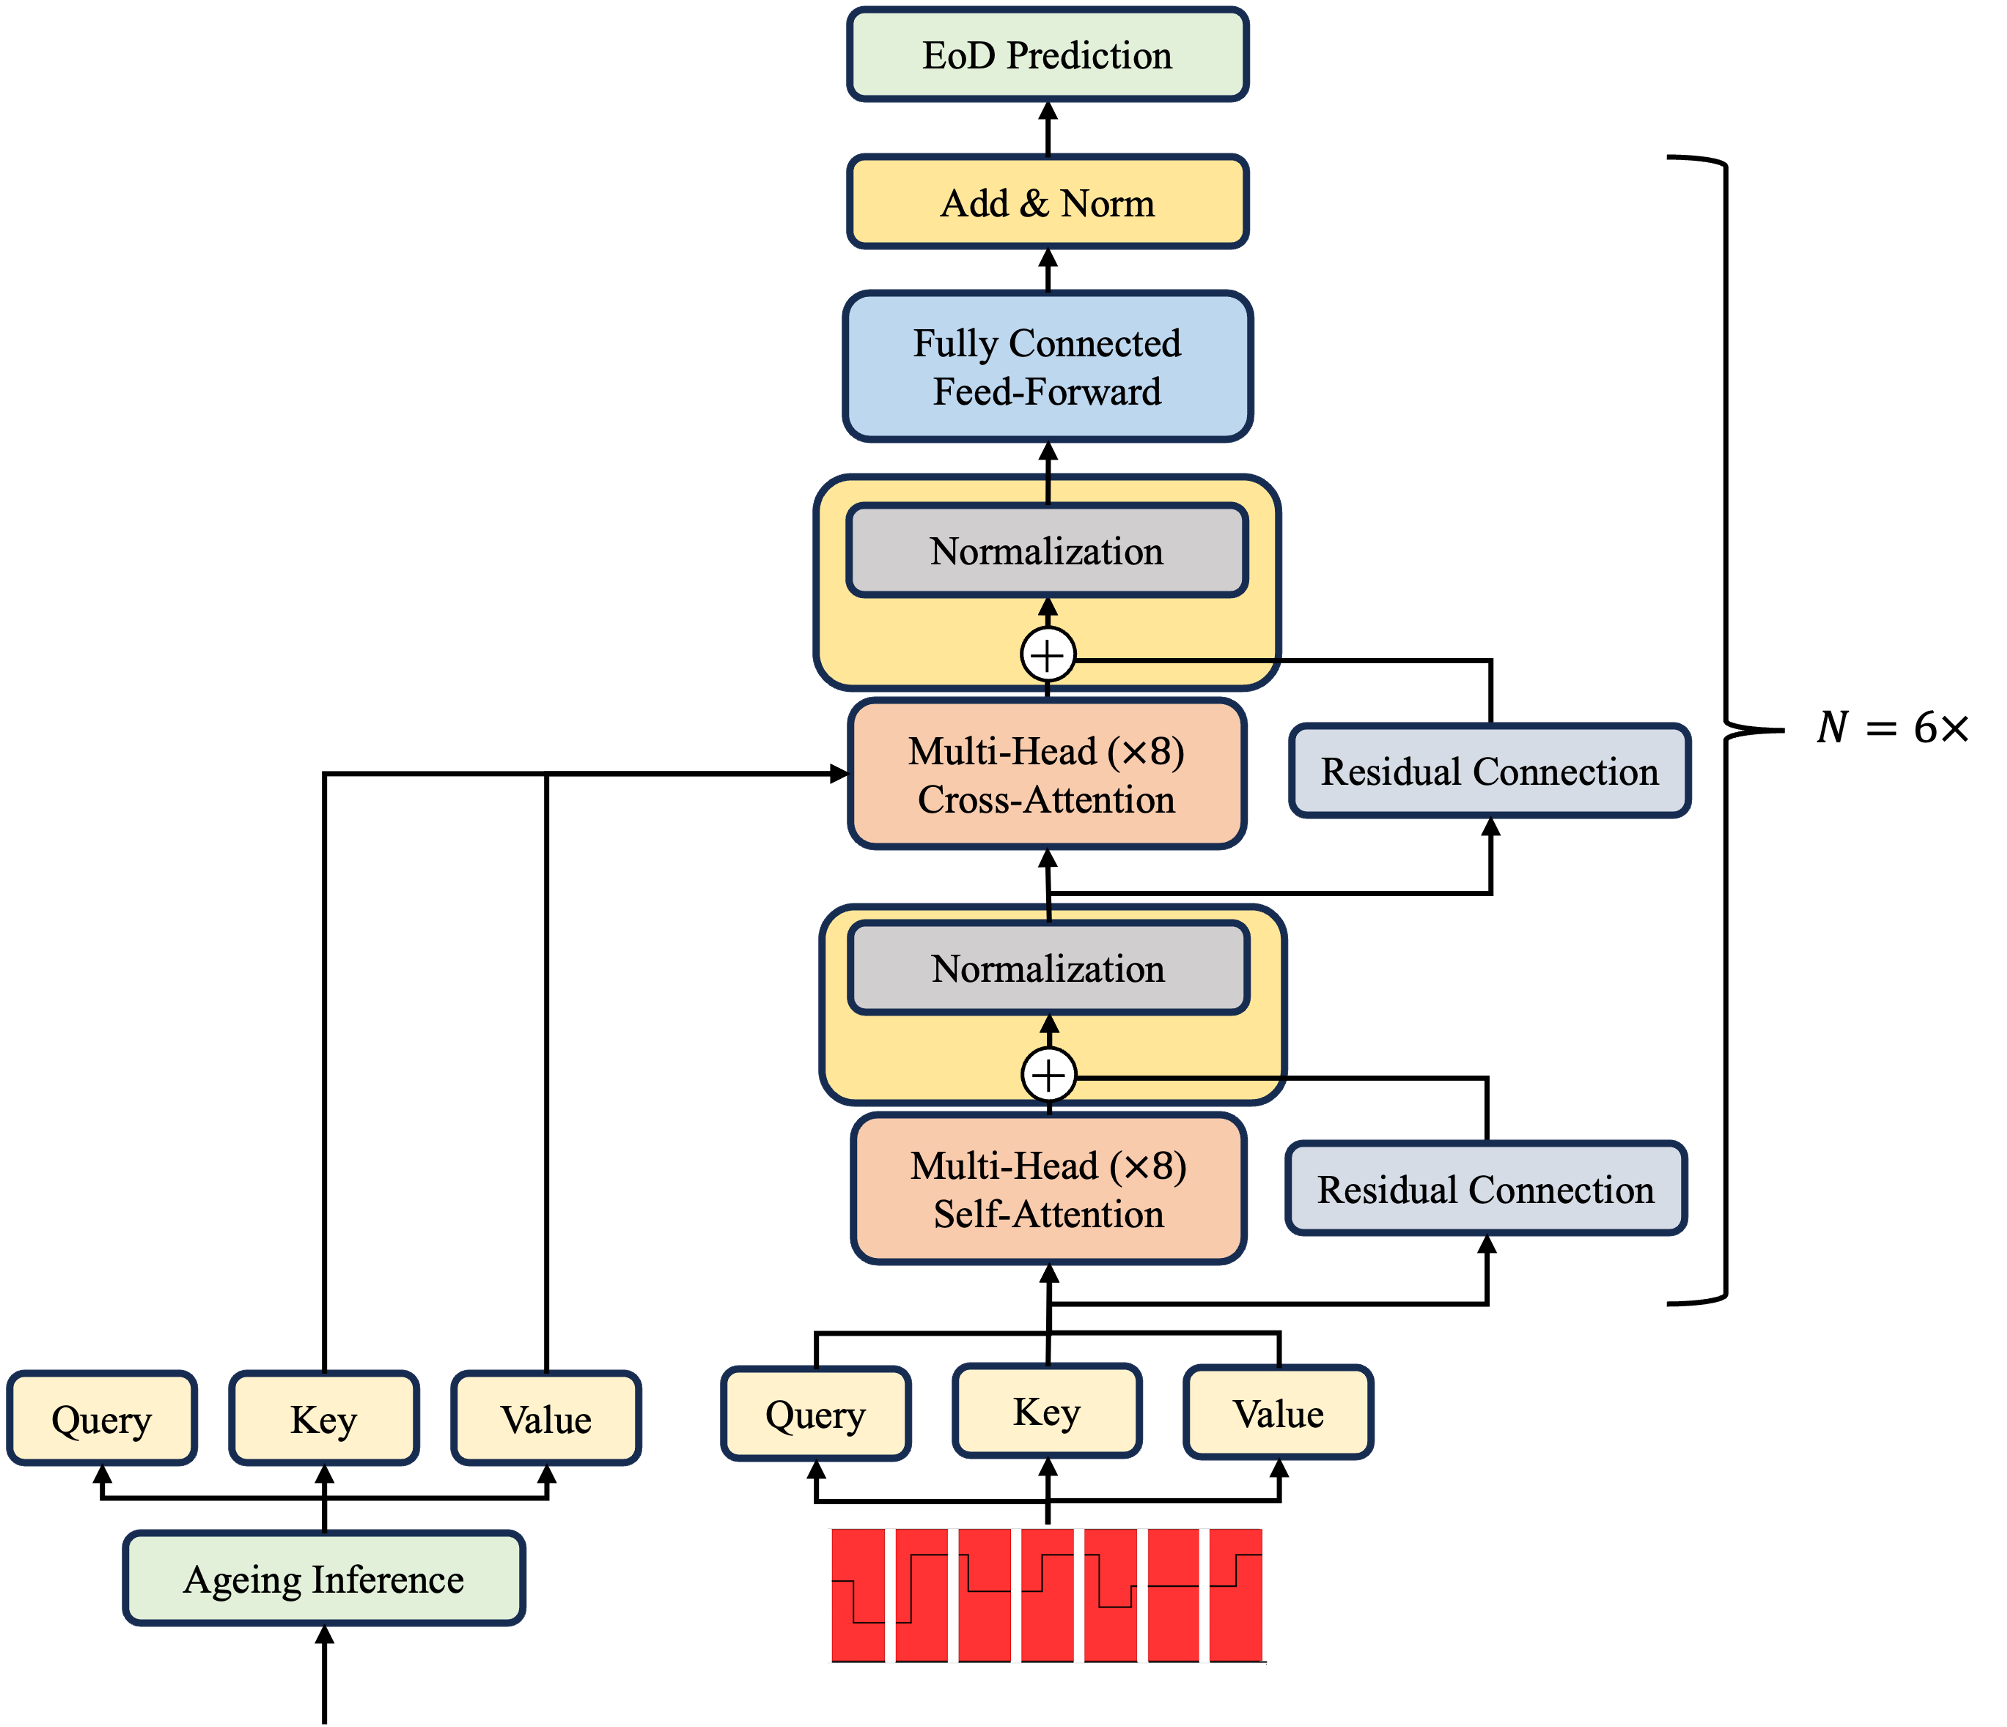 EoD Prediction
Add & Norm
Fully Connected
Feed-Forward
Normalization
+
Multi-Head (×8)
Cross-Attention
Residual Connection
N = 6×
Normalization
+
Multi-Head (×8)
Self-Attention
Residual Connection
Query
Key
Value
Query
Key
Value
Ageing Inference